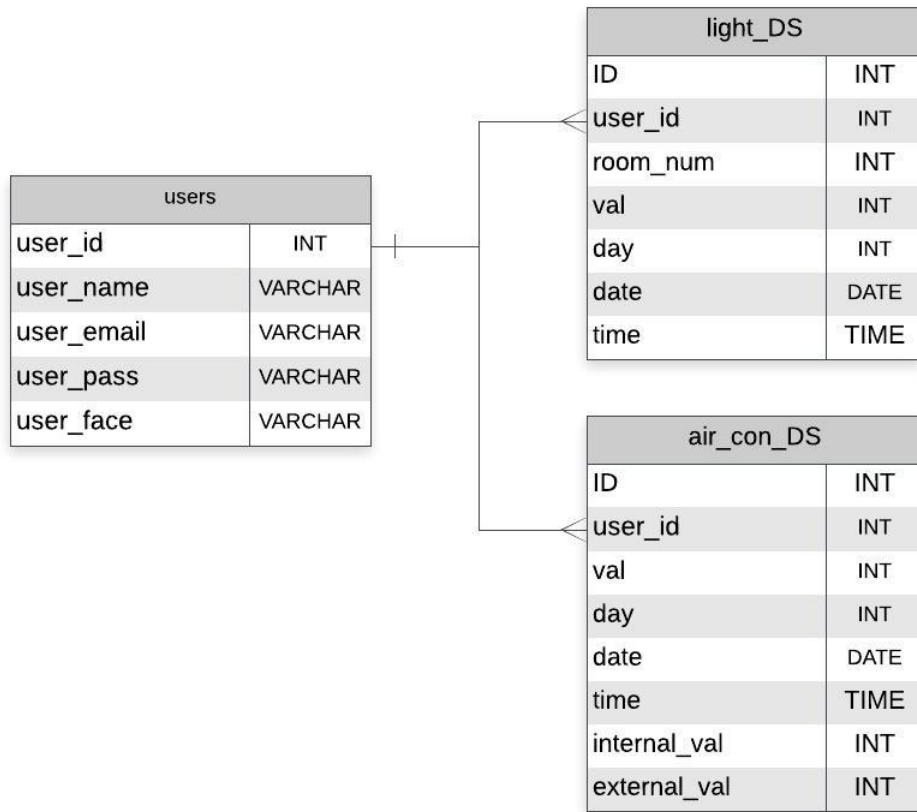 users
user_id INT
user_name VARCHAR
user_email VARCHAR
user_pass VARCHAR
user_face VARCHAR
light_DS
ID INT
user_id INT
room_num INT
val INT
day INT
date DATE
time TIME
air_con_DS
ID INT
user_id INT
val INT
day INT
date DATE
time TIME
internal_val INT
external_val INT